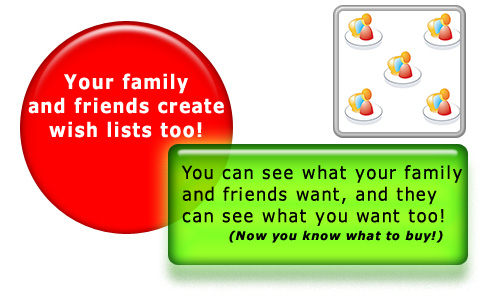 Your family
and friends create
wish lists too!
You can see what your family
and friends want, and they
can see what you want too!
(Now you know what to buy!)